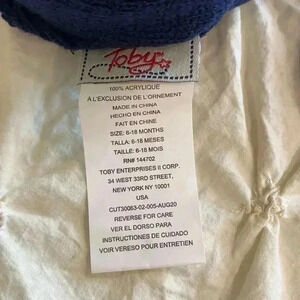 Toby
100% ACRYLIQUE
A L'EXCLUSION DE L'ORNEMENT
MADE IN CHINA
HECHO EN CHINA
FAIT EN CHINE
SIZE: 6-18 MONTHS
TALLA: 6-18 MESES
TAILLE: 6-18 MOIS
RN# 144702
TOBY ENTERPRISES II CORP.
34 WEST 33RD STREET,
NEW YORK NY 10001
USA
CUT30063-02-005-AUG20
REVERSE FOR CARE
VER EL DORSO PARA
INSTRUCCIONES DE CUIDADO
VOIR VERESO POUR ENTRETIEN